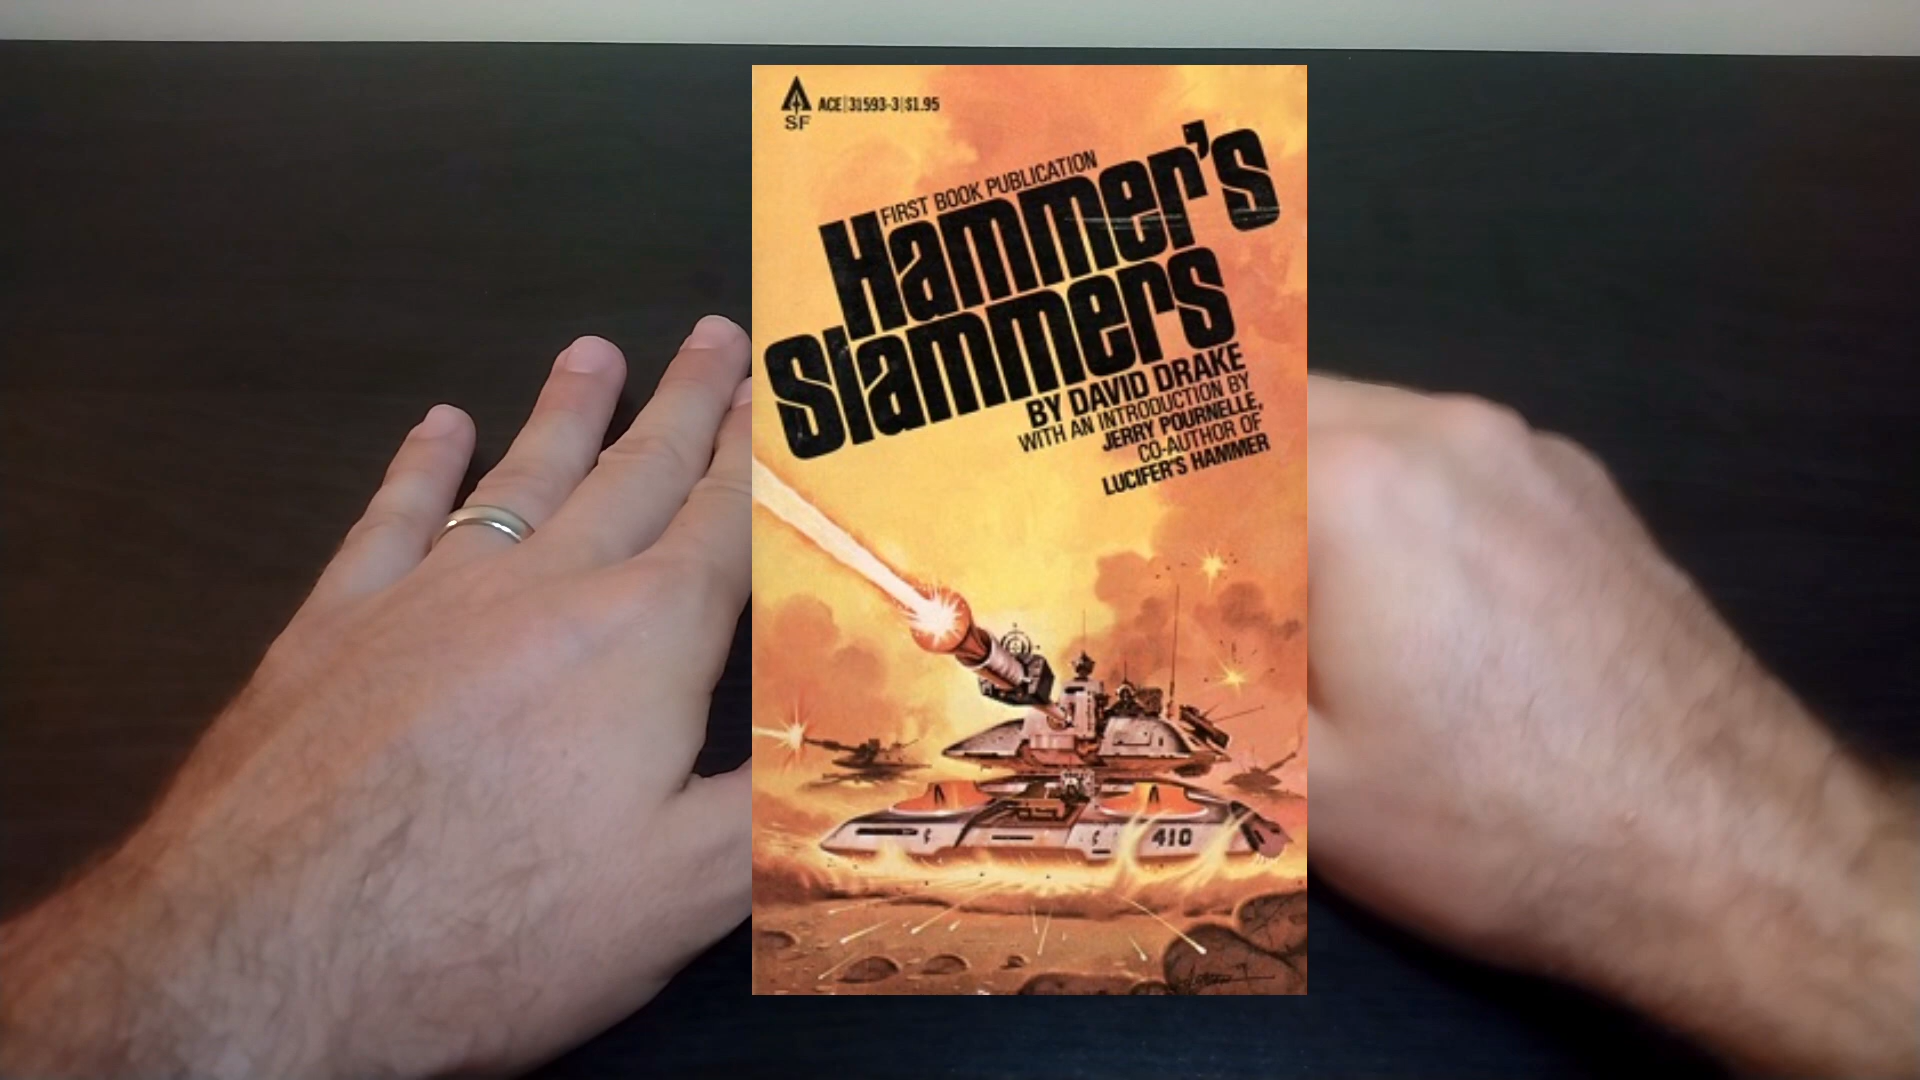 ACE|31593-3|$1.95
SF
FIRST BOOK PUBLICATION
Hammer's
Slammers
BY DAVID DRAKE
WITH AN INTRODUCTION BY
JERRY POURNELLE,
CO-AUTHOR OF
LUCIFER'S HAMMER
410